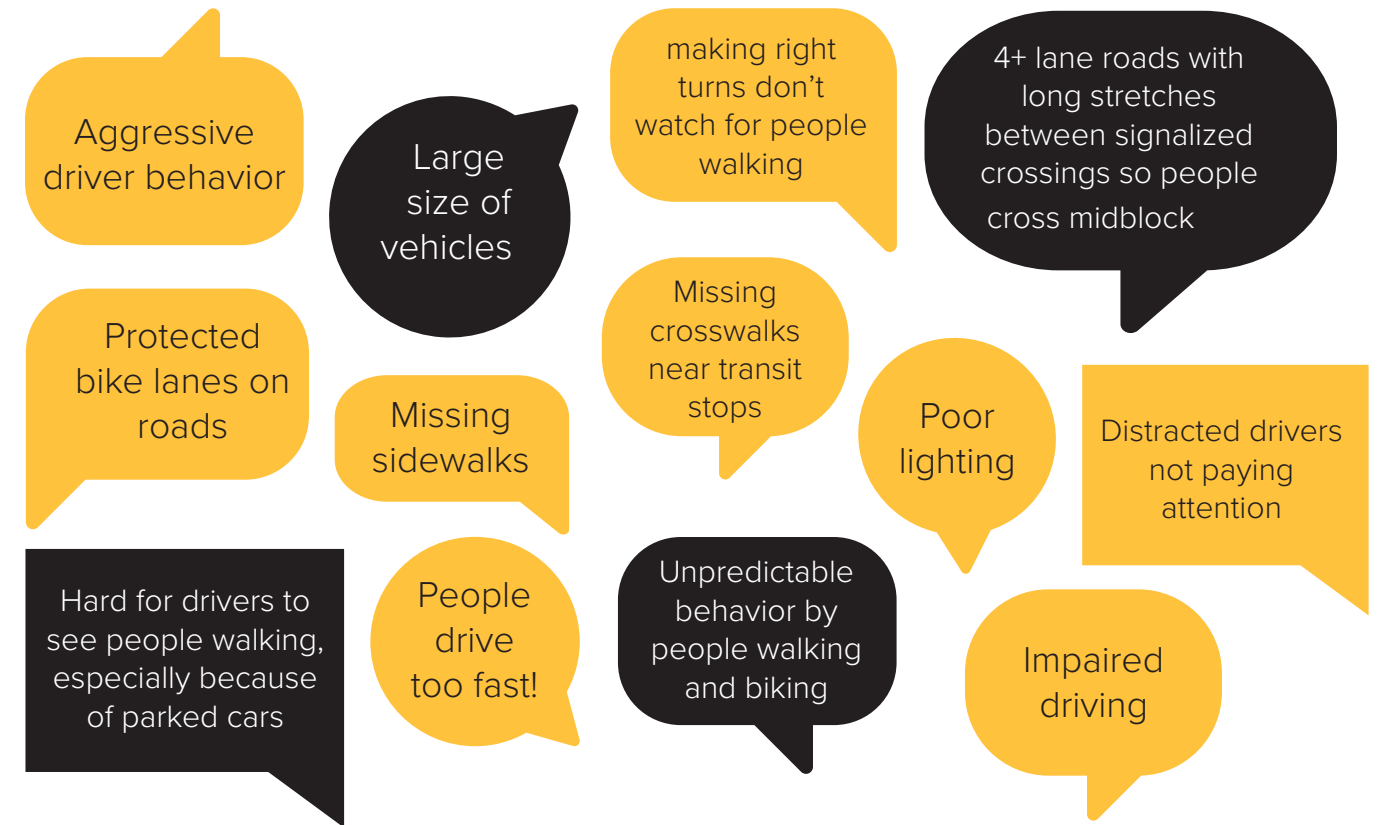 Aggressive
driver behavior
Large
size of
vehicles
making right
turns don’t
watch for people
walking
4+ lane roads with
long stretches
between signalized
crossings so people
cross midblock
Protected
bike lanes on
roads
Missing
sidewalks
Missing
crosswalks
near transit
stops
Poor
lighting
Distracted drivers
not paying
attention
Hard for drivers to
see people walking,
especially because
of parked cars
People
drive
too fast!
Unpredictable
behavior by
people walking
and biking
Impaired
driving